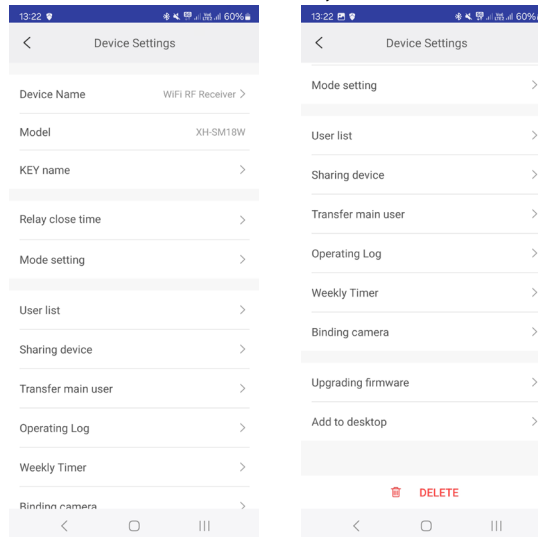 13:22
60%
Device Settings
Device Name
WiFi RF Receiver
Model
XH-SM18W
KEY name
Relay close time
Mode setting
User list
Sharing device
Transfer main user
Operating Log
Weekly Timer
Binding camera
13:22
60%
Device Settings
Mode setting
User list
Sharing device
Transfer main user
Operating Log
Weekly Timer
Binding camera
Upgrading firmware
Add to desktop
DELETE